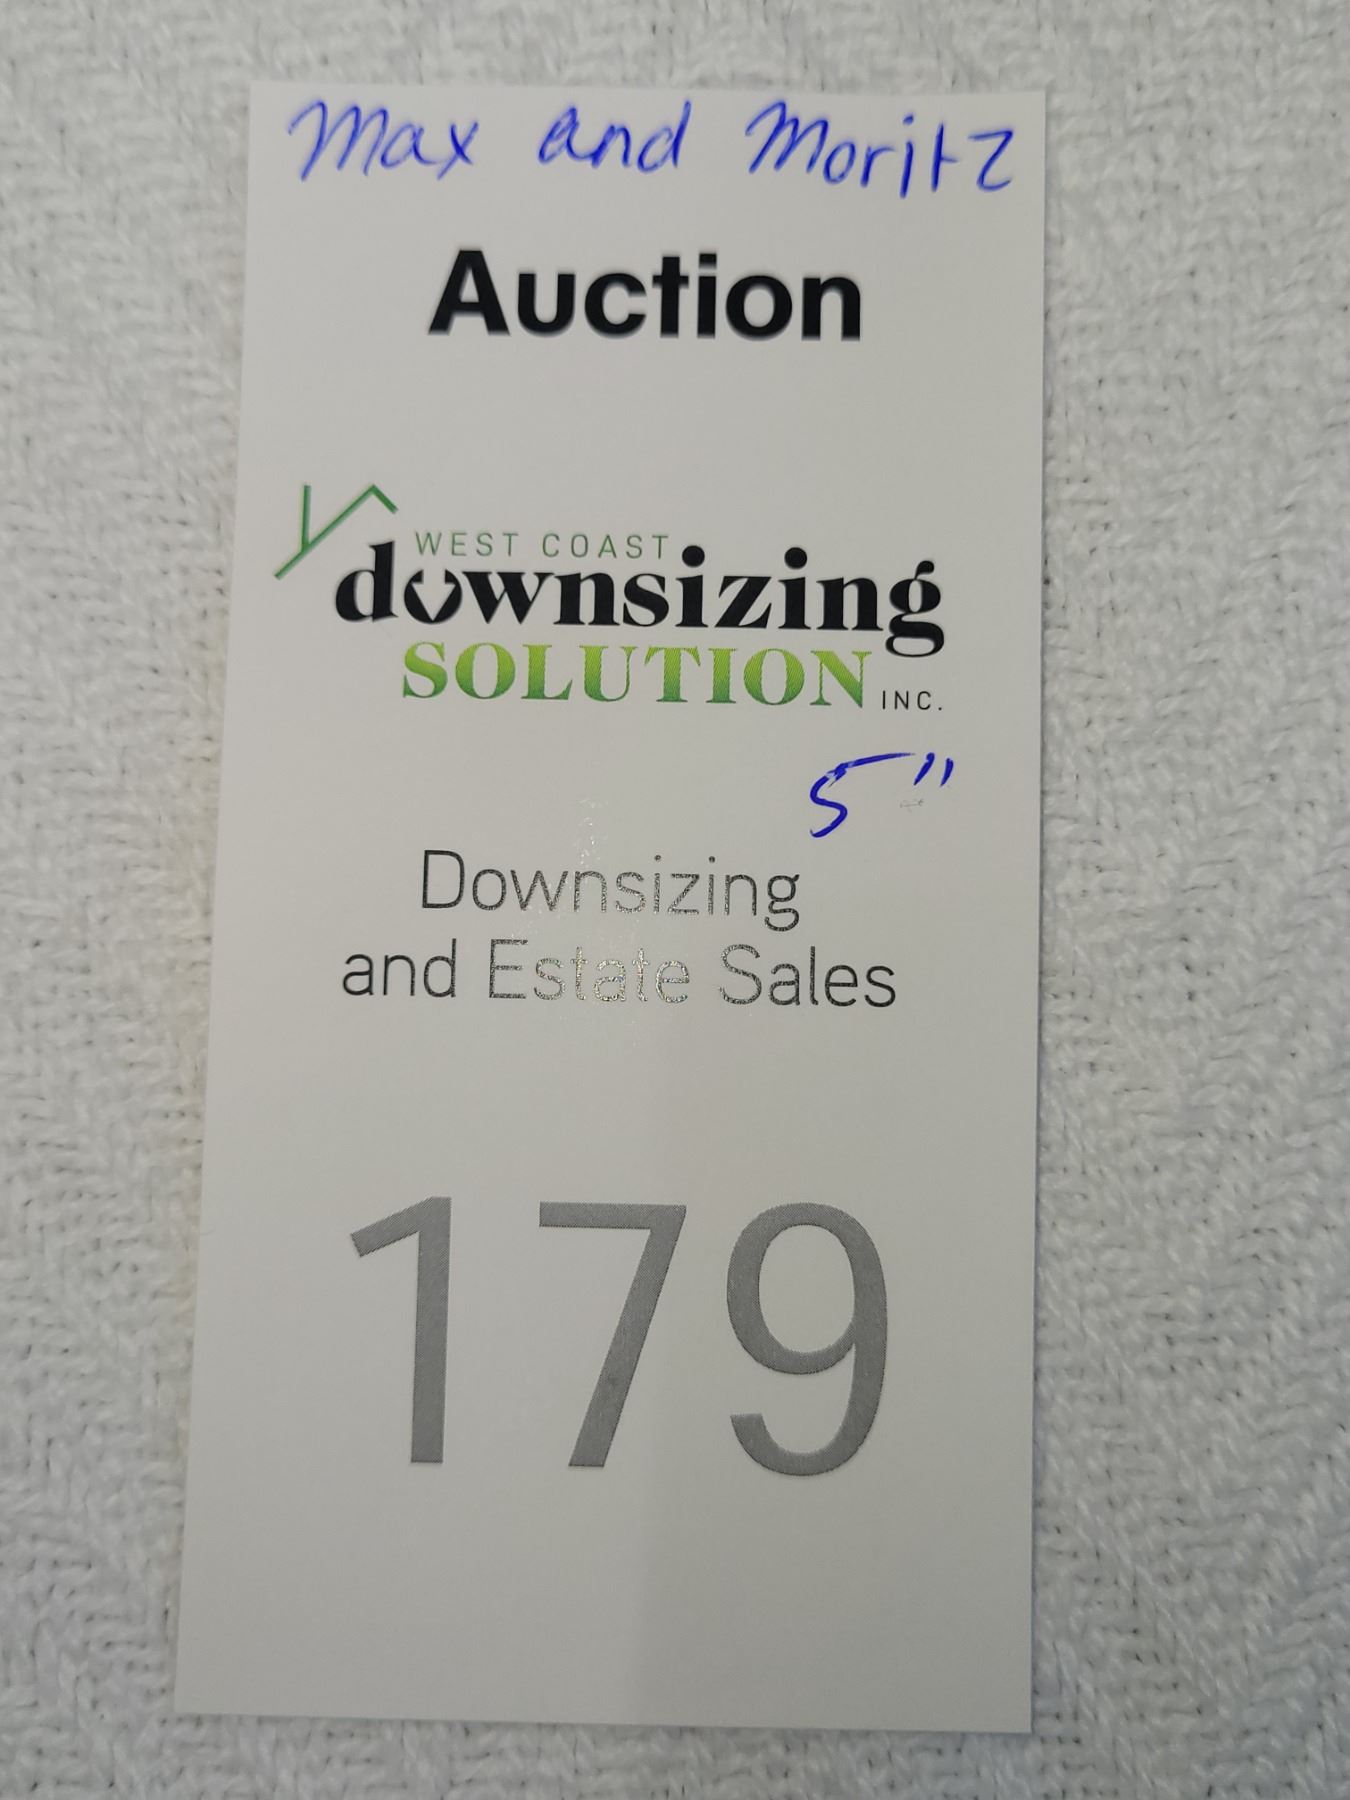 Max and Moritz
Auction
WEST COAST
downsizing
SOLUTION INC.
5"
Downsizing
and Estate Sales
179